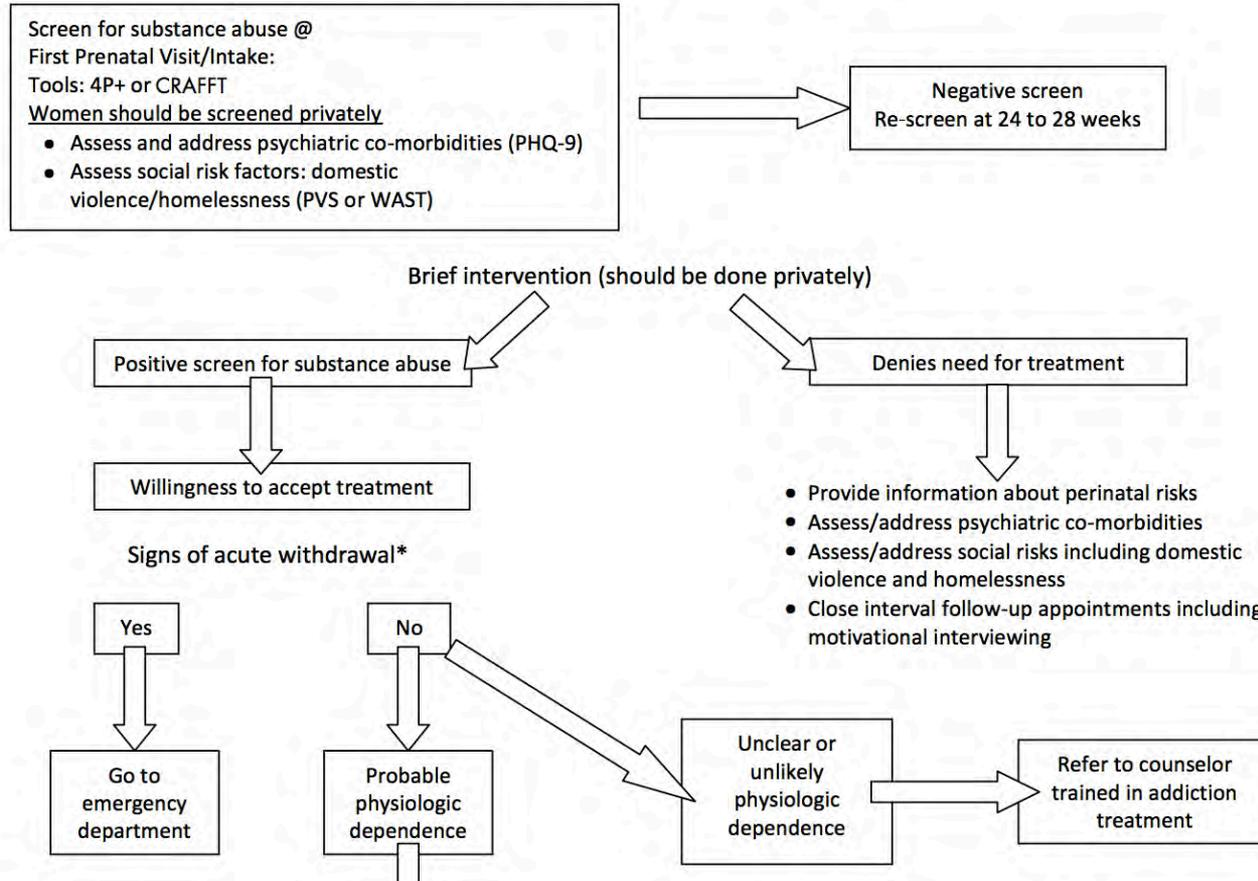 Screen for substance abuse @
First Prenatal Visit/Intake:
Tools: 4P+ or CRAFFT
Women should be screened privately
• Assess and address psychiatric co-morbidities (PHQ-9)
• Assess social risk factors: domestic
violence/homelessness (PVS or WAST)
Negative screen
Re-screen at 24 to 28 weeks
Brief intervention (should be done privately)
Positive screen for substance abuse
Denies need for treatment
Willingness to accept treatment
• Provide information about perinatal risks
• Assess/address psychiatric co-morbidities
• Assess/address social risks including domestic
violence and homelessness
• Close interval follow-up appointments including
motivational interviewing
Signs of acute withdrawal*
Yes
No
Go to
emergency
department
Probable
physiologic
dependence
Unclear or
unlikely
physiologic
dependence
Refer to counselor
trained in addiction
treatment